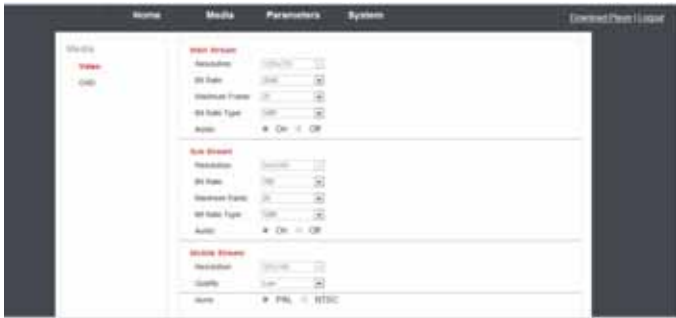 Home Media Parameters System
Download Player | Logout
Media
Video
OSD
Main Stream
Resolution
Bit Rate
Maximum Frame
Bit Rate Type
Audio On Off
Sub Stream
Resolution
Bit Rate
Maximum Frame
Bit Rate Type
Audio On Off
Mobile Stream
Resolution
Quality
PAL NTSC